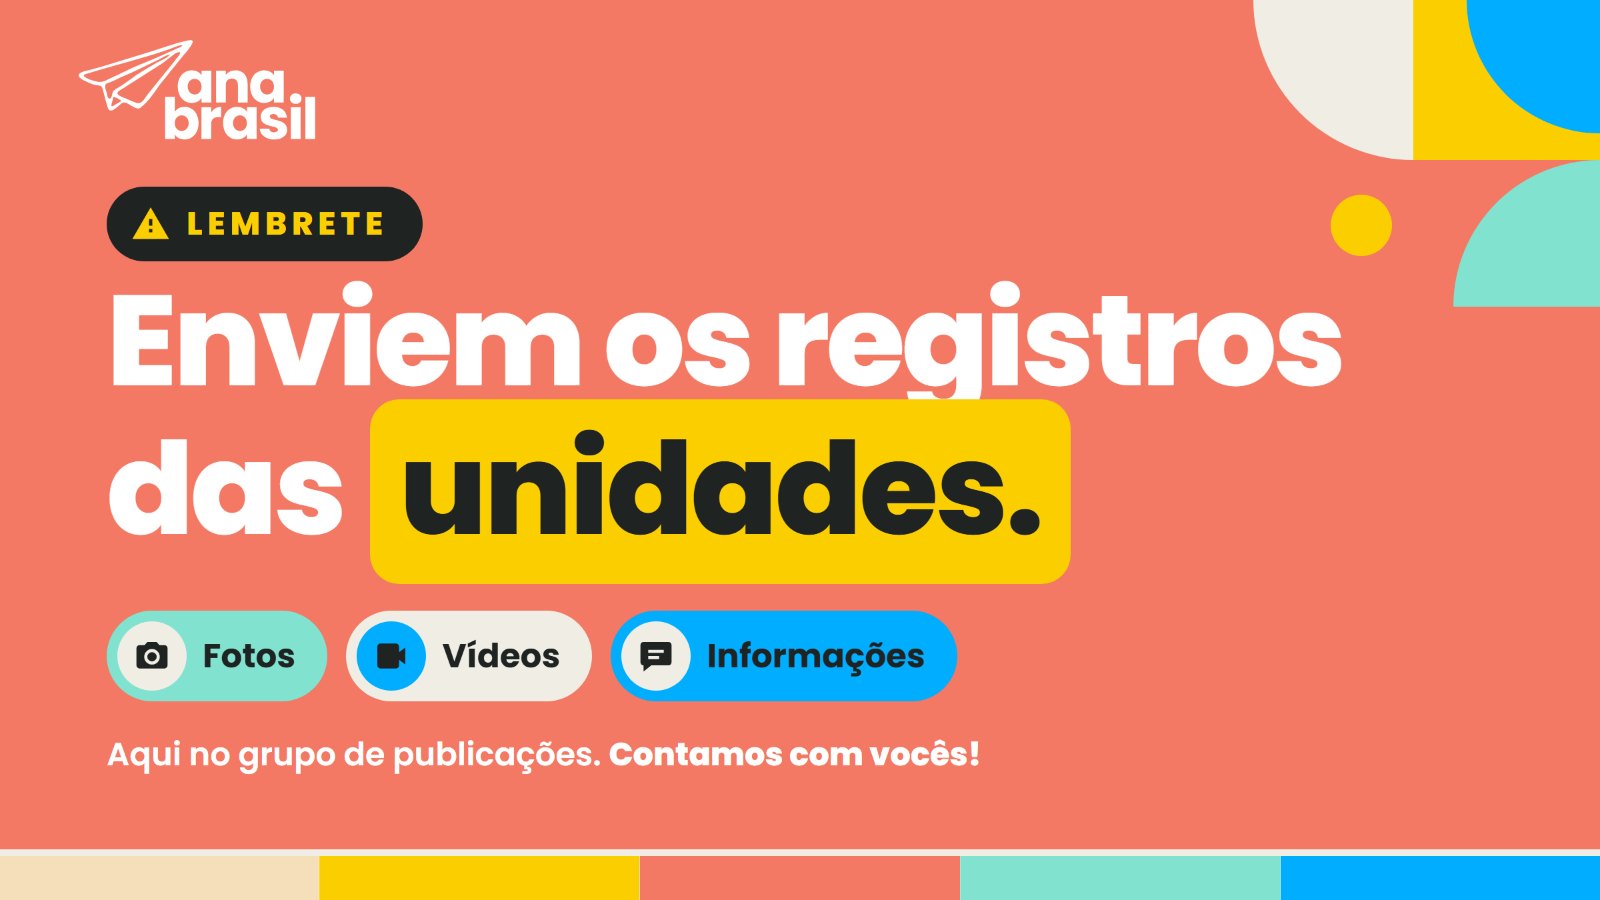 ana
brasil
LEMBRETE
Enviem os registros
das unidades.
Fotos Vídeos Informações
Aqui no grupo de publicações. Contamos com vocês!